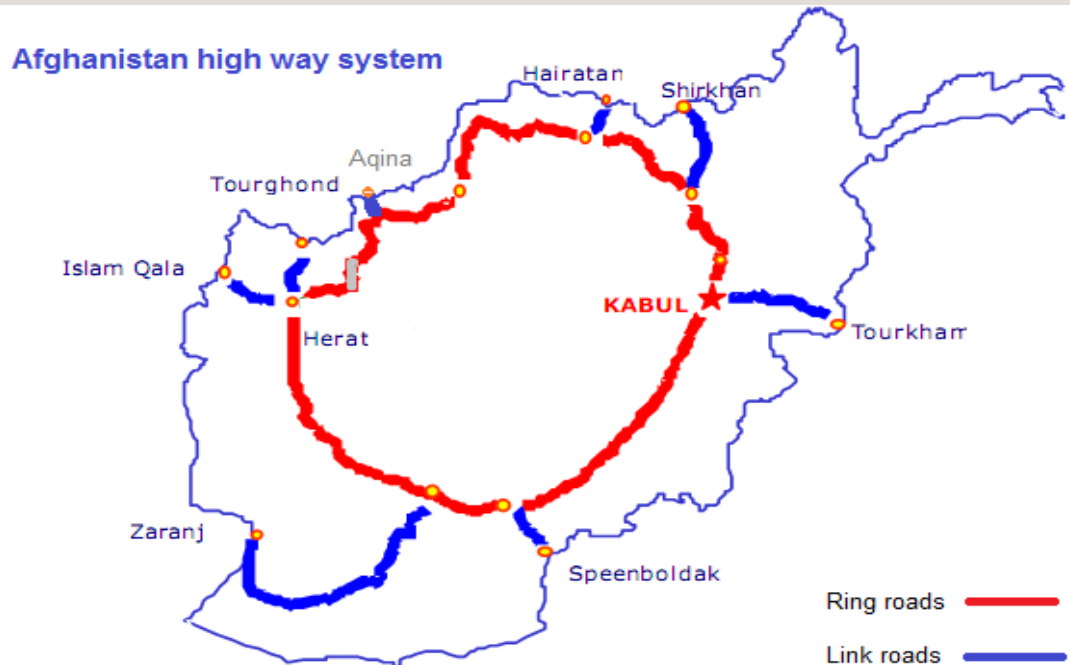 Afghanistan high way system
Hairatan
Shirkhan
Aqina
Tourghond
Islam Qala
KABUL
Tourkham
Herat
Zaranj
Speenboldak
Ring roads
Link roads